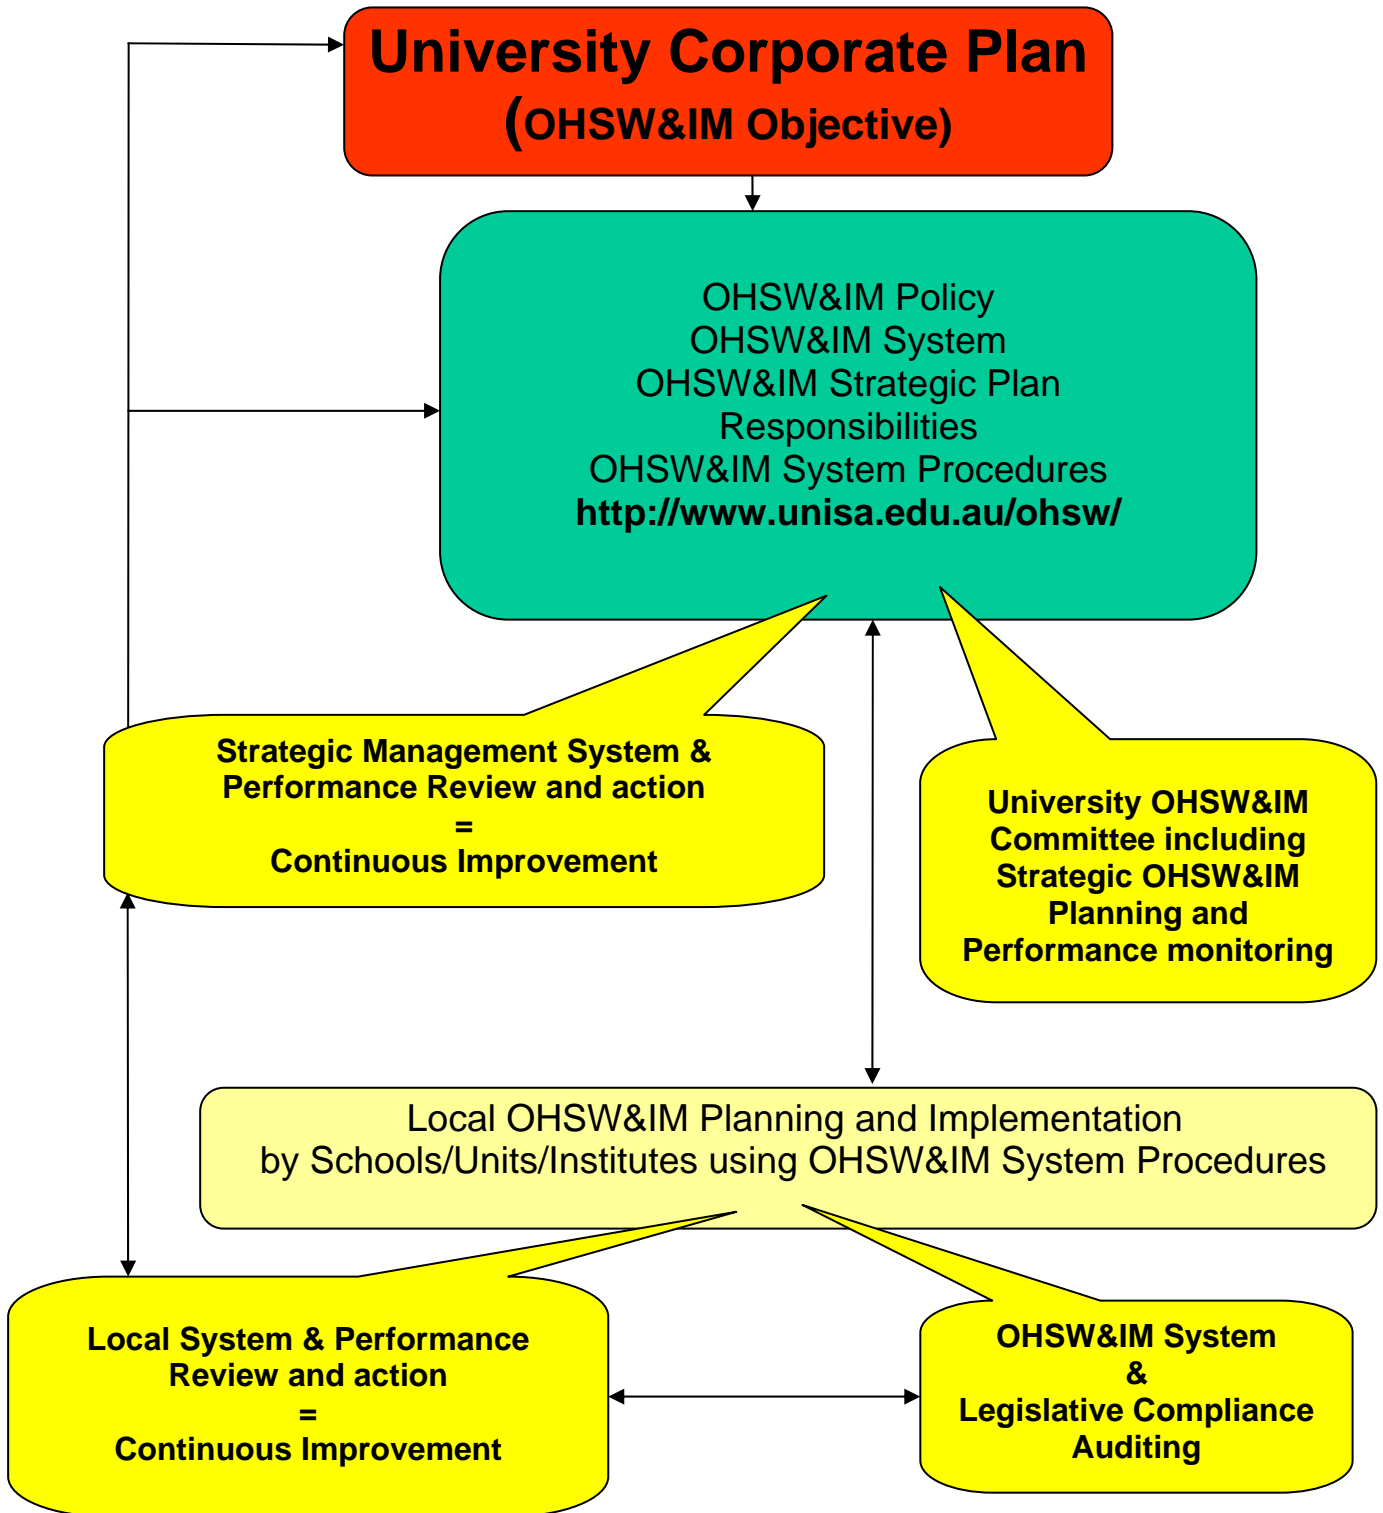 University Corporate Plan
(OHSW&IM Objective)
OHSW&IM Policy
OHSW&IM System
OHSW&IM Strategic Plan
Responsibilities
OHSW&IM System Procedures
http://www.unisa.edu.au/ohsw/
Strategic Management System &
Performance Review and action
=
Continuous Improvement
University OHSW&IM
Committee including
Strategic OHSW&IM
Planning and
Performance monitoring
Local OHSW&IM Planning and Implementation
by Schools/Units/Institutes using OHSW&IM System Procedures
Local System & Performance
Review and action
=
Continuous Improvement
OHSW&IM System
&
Legislative Compliance
Auditing